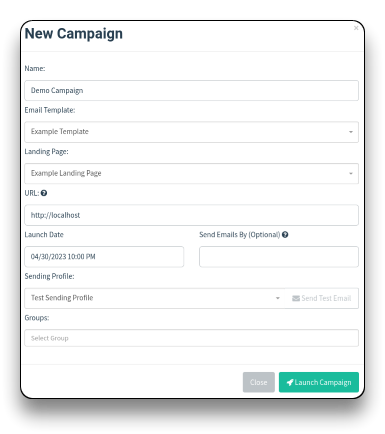 New Campaign
×
Name:
Demo Campaign
Email Template:
Example Template
Landing Page:
Example Landing Page
URL:
http://localhost
Launch Date
Send Emails By (Optional)
04/30/2023 10:00 PM
Sending Profile:
Test Sending Profile
Send Test Email
Groups:
Select Group
Close
Launch Campaign